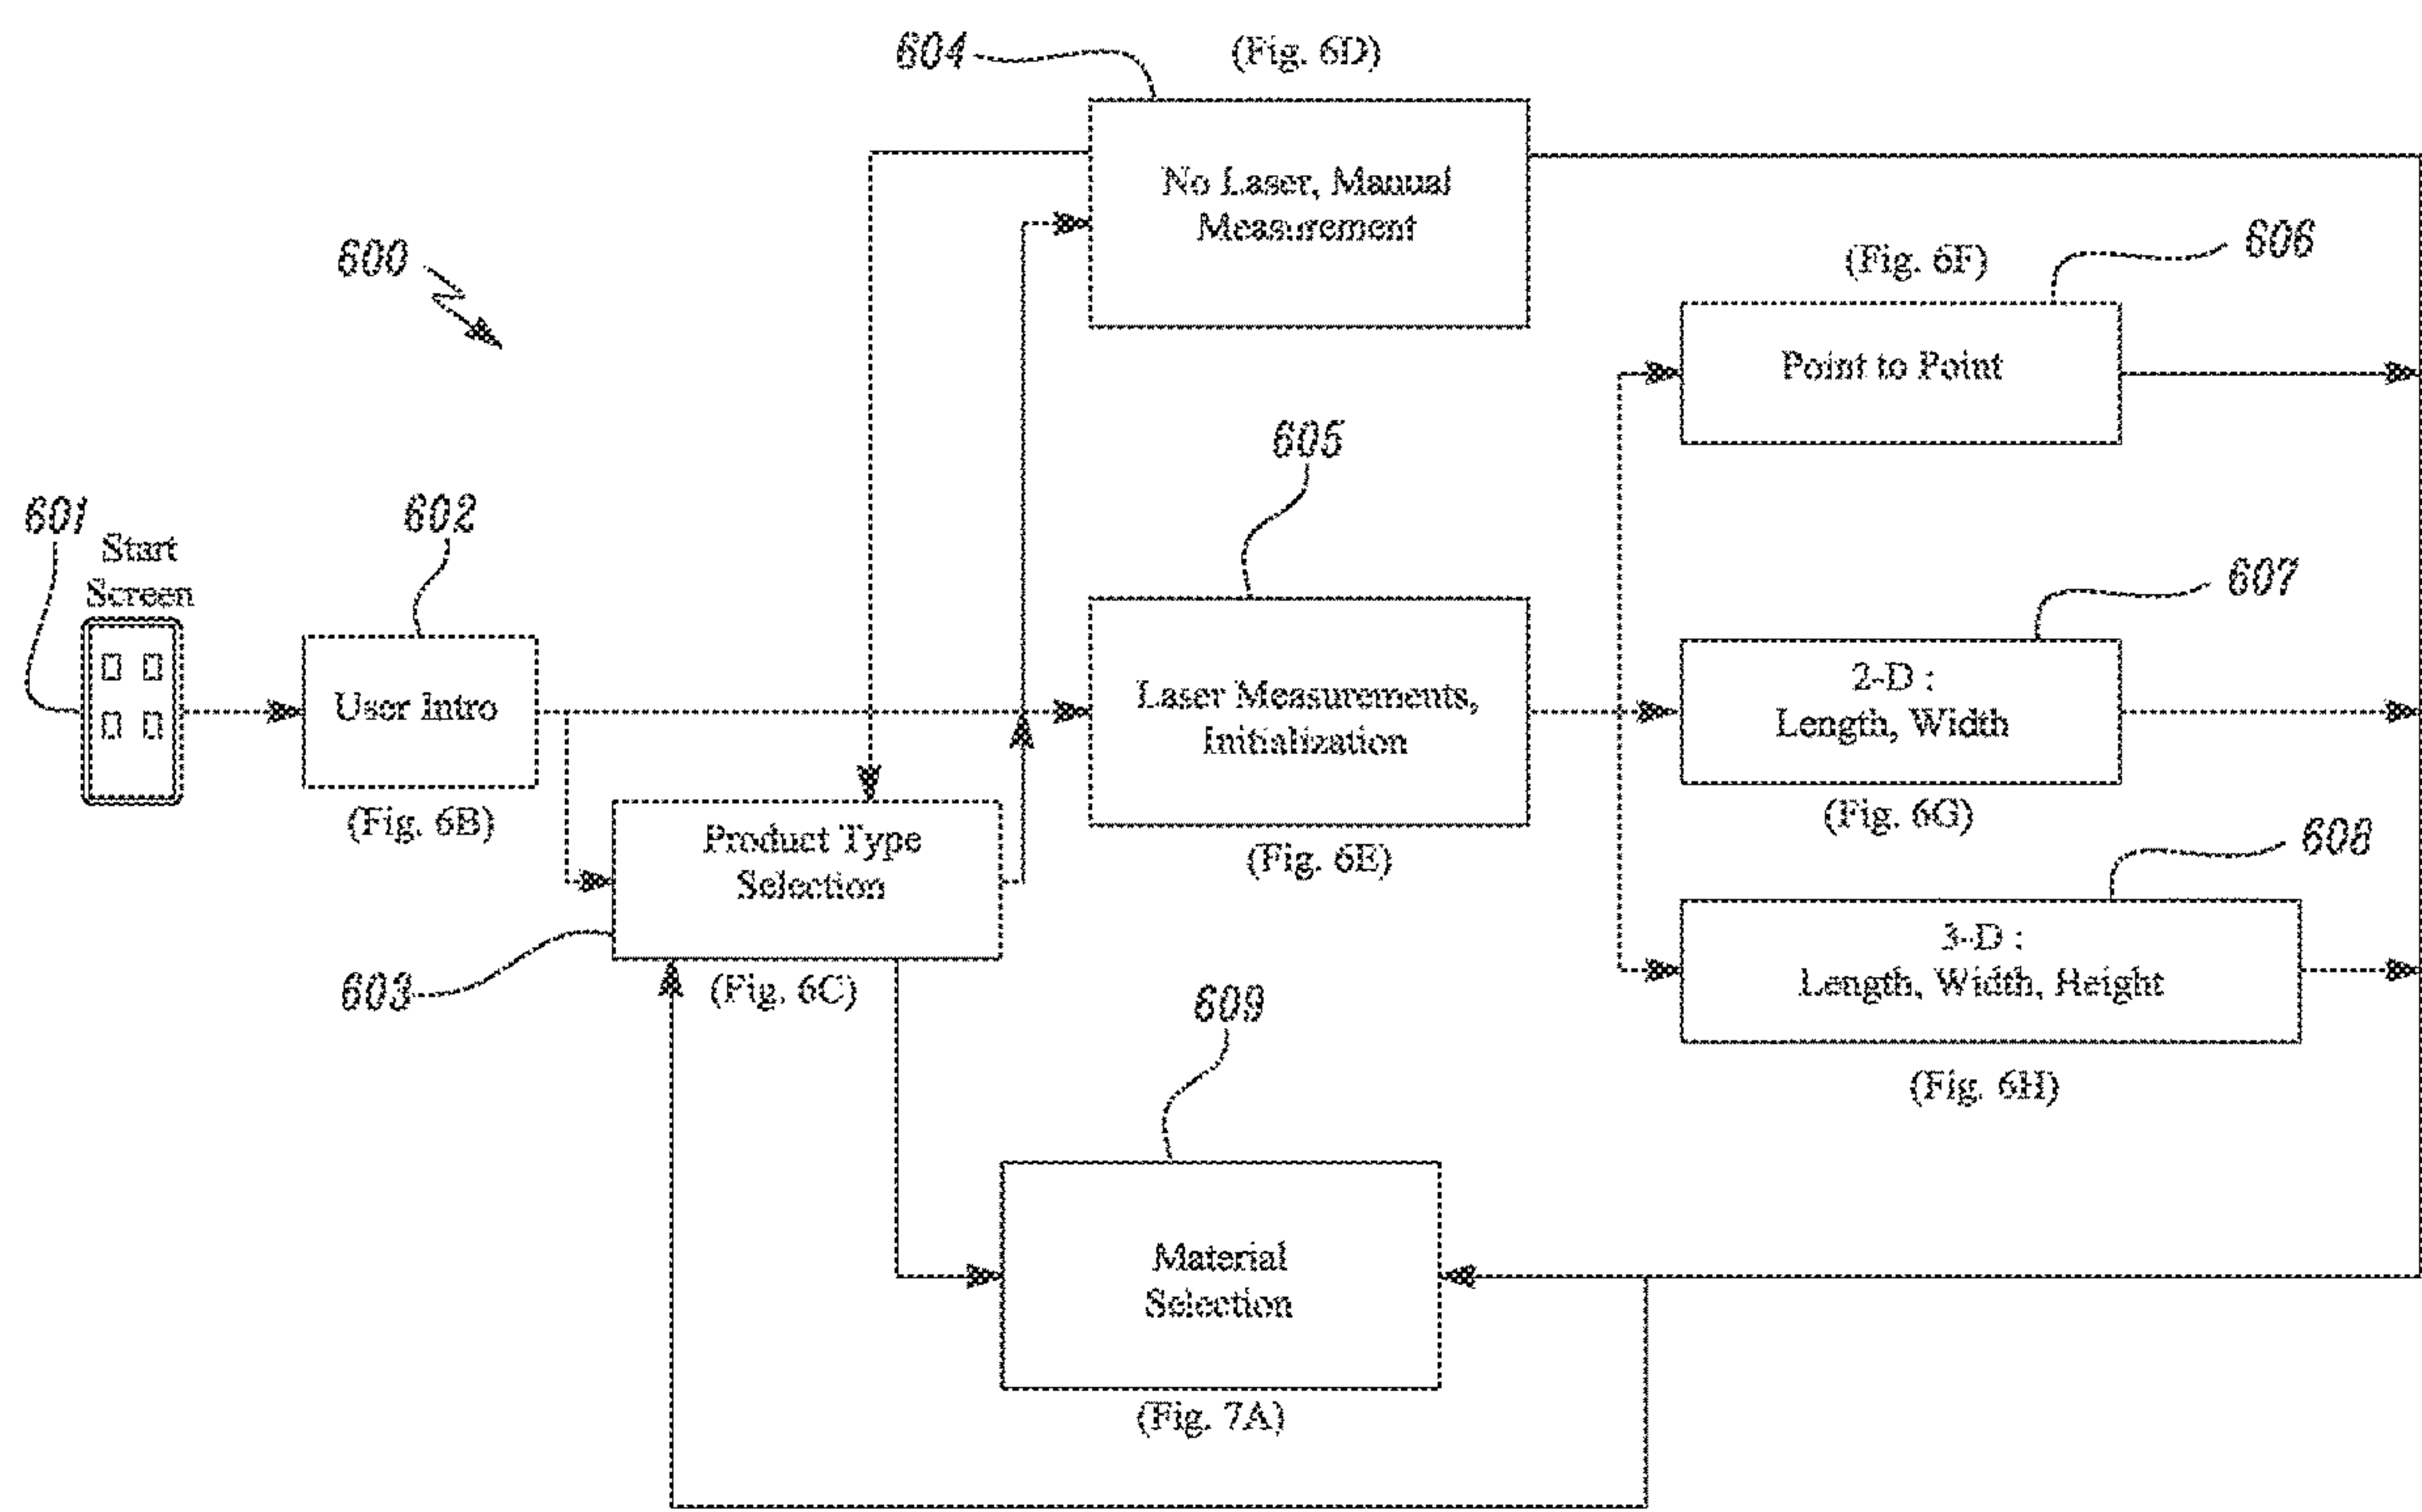 604
(Fig. 6D)
No Laser, Manual
Measurement
600
606
(Fig. 6F)
Point to Point
605
601
Start
Screen
602
607
User Intro
(Fig. 6B)
Laser Measurements,
Initialization
(Fig. 6E)
2-D :
Length, Width
(Fig. 6G)
608
Product Type
Selection
603
(Fig. 6C)
3-D :
Length, Width, Height
(Fig. 6H)
609
Material
Selection
(Fig. 7A)